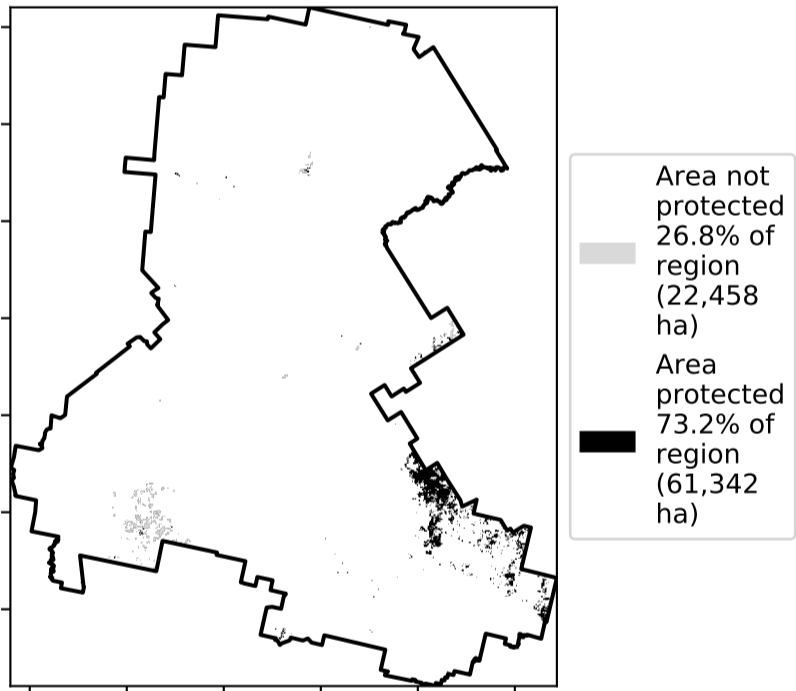 Area not
protected
26.8% of
region
(22,458
ha)
Area
protected
73.2% of
region
(61,342
ha)